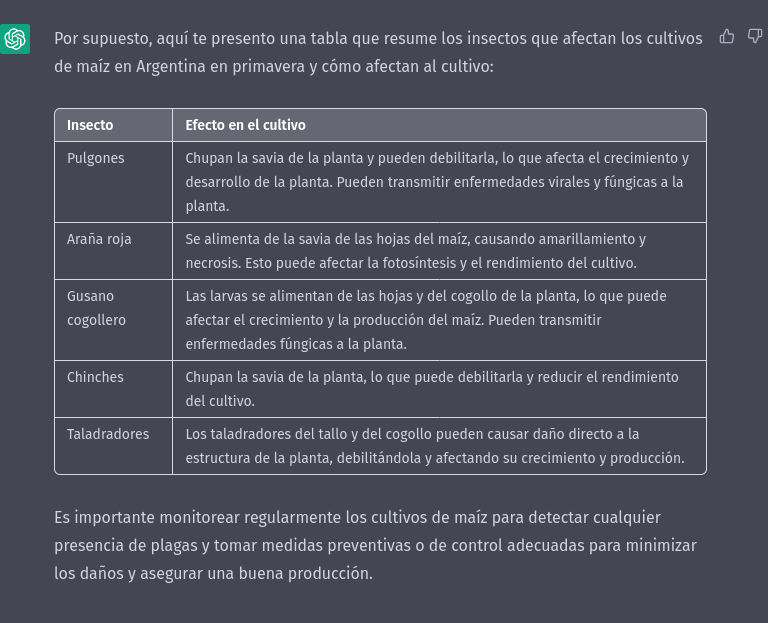 Por supuesto, aquí te presento una tabla que resume los insectos que afectan los cultivos
de maíz en Argentina en primavera y cómo afectan al cultivo:
Insecto
Efecto en el cultivo
Pulgones
Chupan la savia de la planta y pueden debilitarla, lo que afecta el crecimiento y
desarrollo de la planta. Pueden transmitir enfermedades virales y fúngicas a la
planta.
Araña roja
Se alimenta de la savia de las hojas del maíz, causando amarillamiento y
necrosis. Esto puede afectar la fotosíntesis y el rendimiento del cultivo.
Gusano
cogollero
Las larvas se alimentan de las hojas y del cogollo de la planta, lo que puede
afectar el crecimiento y la producción del maíz. Pueden transmitir
enfermedades fúngicas a la planta.
Chinches
Chupan la savia de la planta, lo que puede debilitarla y reducir el rendimiento
del cultivo.
Taladradores
Los taladradores del tallo y del cogollo pueden causar daño directo a la
estructura de la planta, debilitándola y afectando su crecimiento y producción.
Es importante monitorear regularmente los cultivos de maíz para detectar cualquier
presencia de plagas y tomar medidas preventivas o de control adecuadas para minimizar
los daños y asegurar una buena producción.